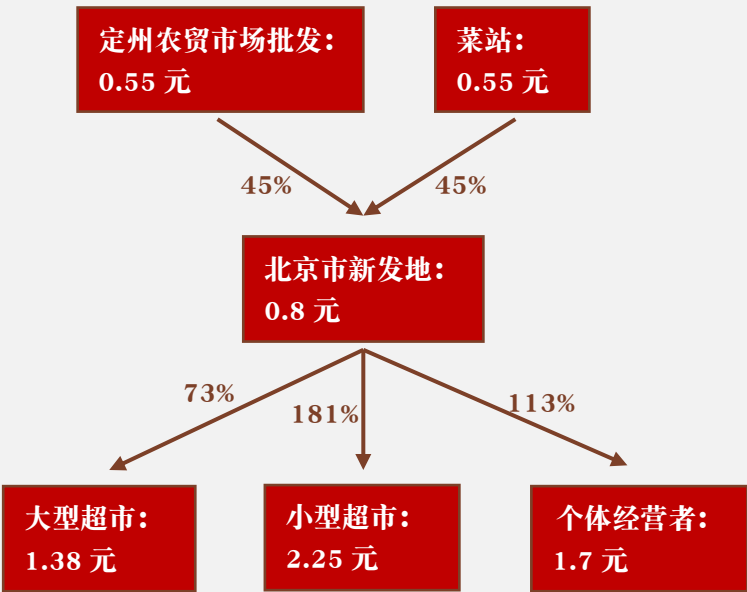 定州农贸市场批发：
0.55 元
菜站：
0.55 元
45%
45%
北京市新发地：
0.8 元
73%
181%
113%
大型超市：
1.38 元
小型超市：
2.25 元
个体经营者：
1.7 元